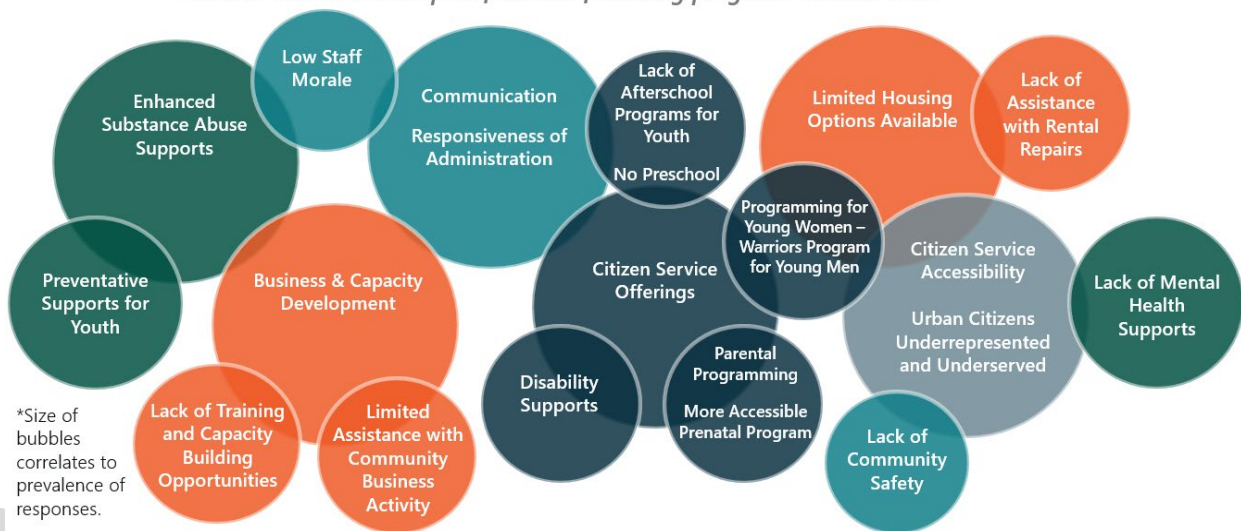 Low Staff
Morale
Enhanced
Substance Abuse
Supports
Communication
Responsiveness of
Administration
Lack of
Afterschool
Programs for
Youth
No Preschool
Limited Housing
Options Available
Lack of
Assistance
with Rental
Repairs
Preventative
Supports for
Youth
Business & Capacity
Development
Citizen Service
Offerings
Programming for
Young Women –
Warriors Program
for Young Men
Citizen Service
Accessibility
Urban Citizens
Underrepresented
and Underserved
Lack of Mental
Health
Supports
*Size of
bubbles
correlates to
prevalence of
responses.
Lack of Training
and Capacity
Building
Opportunities
Limited
Assistance with
Community
Business
Activity
Disability
Supports
Parental
Programming
More Accessible
Prenatal Program
Lack of
Community
Safety